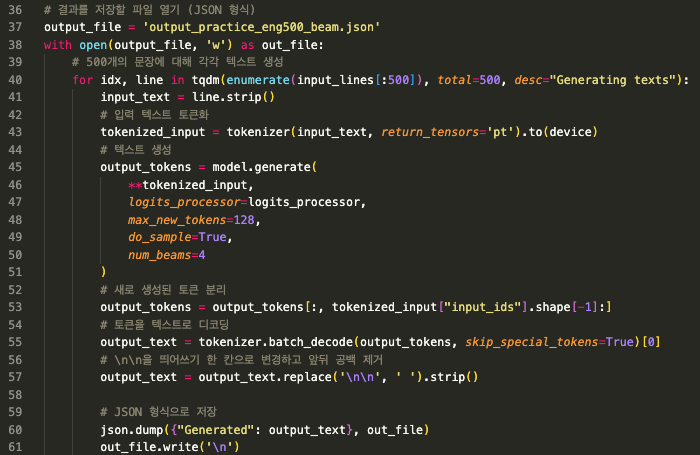 36 # 결과를 저장할 파일 열기 (JSON 형식)
37 output_file = 'output_practice_eng500_beam.json'
38 with open(output_file, 'w') as out_file:
39     # 500개의 문장에 대해 각각 텍스트 생성
40     for idx, line in tqdm(enumerate(input_lines[:500]), total=500, desc="Generating texts"):
41         input_text = line.strip()
42         # 입력 텍스트 토큰화
43         tokenized_input = tokenizer(input_text, return_tensors='pt').to(device)
44         # 텍스트 생성
45         output_tokens = model.generate(
46             **tokenized_input,
47             logits_processor=logits_processor,
48             max_new_tokens=128,
49             do_sample=True,
50             num_beams=4
51         )
52         # 새로 생성된 토큰 분리
53         output_tokens = output_tokens[:, tokenized_input["input_ids"].shape[-1]:]
54         # 토큰을 텍스트로 디코딩
55         output_text = tokenizer.batch_decode(output_tokens, skip_special_tokens=True)[0]
56         # \n\n을 띄어쓰기 한 칸으로 변경하고 앞뒤 공백 제거
57         output_text = output_text.replace('\n\n', ' ').strip()
58
59         # JSON 형식으로 저장
60         json.dump({"Generated": output_text}, out_file)
61         out_file.write('\n')